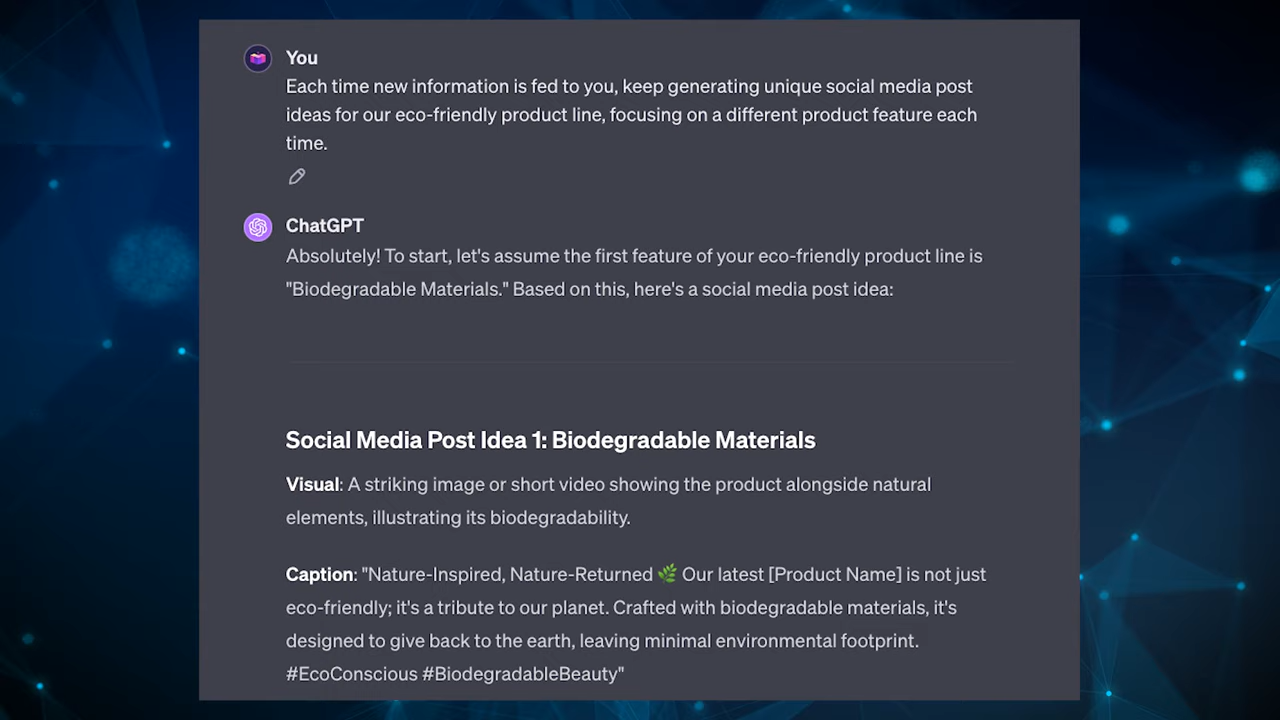 You
Each time new information is fed to you, keep generating unique social media post
ideas for our eco-friendly product line, focusing on a different product feature each
time.
ChatGPT
Absolutely! To start, let's assume the first feature of your eco-friendly product line is
"Biodegradable Materials." Based on this, here's a social media post idea:
Social Media Post Idea 1: Biodegradable Materials
Visual: A striking image or short video showing the product alongside natural
elements, illustrating its biodegradability.
Caption: "Nature-Inspired, Nature-Returned 🌿 Our latest [Product Name] is not just
eco-friendly; it's a tribute to our planet. Crafted with biodegradable materials, it's
designed to give back to the earth, leaving minimal environmental footprint.
#EcoConscious #BiodegradableBeauty"